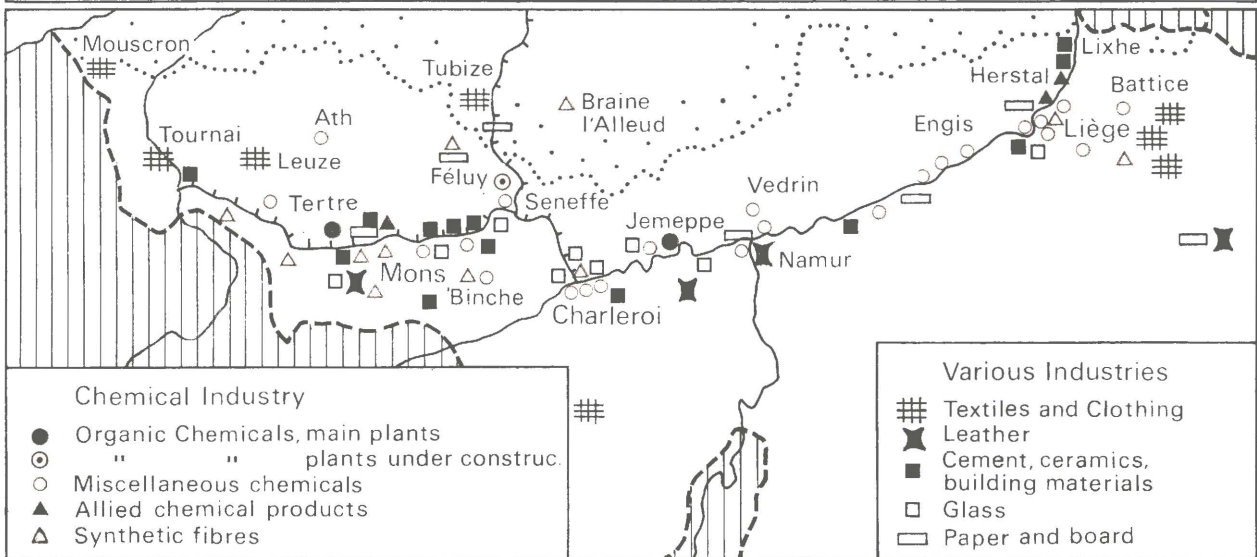 Mouscron
Tubize
Lixhe
Herstal
Battice
Braine
l'Alleud
Ath
Engis
Liège
Tournai
Leuze
Féluy
Vedrin
Tertre
Seneffe
Jemeppe
Mons
Binche
Namur
Charleroi
Chemical Industry
Organic Chemicals, main plants
" " plants under construc.
Miscellaneous chemicals
Allied chemical products
Synthetic fibres
Various Industries
Textiles and Clothing
Leather
Cement, ceramics,
building materials
Glass
Paper and board